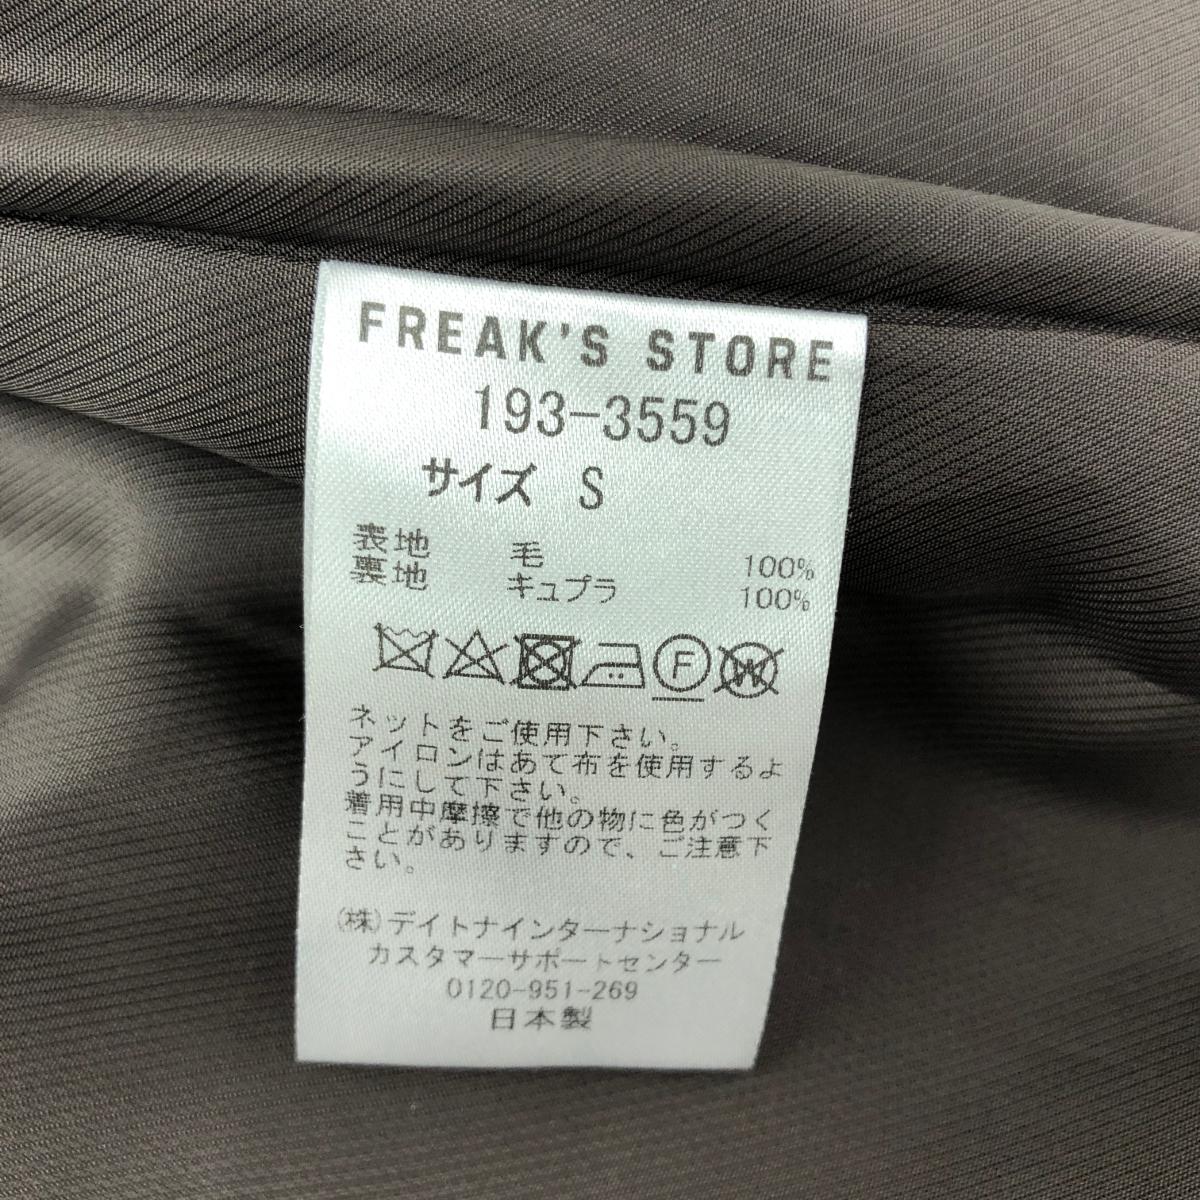 FREAK'S STORE
193-3559
サイズ S
表地 毛 100%
裏地 キュプラ 100%
F W
ネットをご使用下さい。
アイロンはあて布を使用するよ
うにして下さい。
着用中摩擦で他の物に色がつく
ことがありますので、ご注意下
さい。
(株)デイトナインターナショナル
カスタマーサポートセンター
0120-951-269
日本製